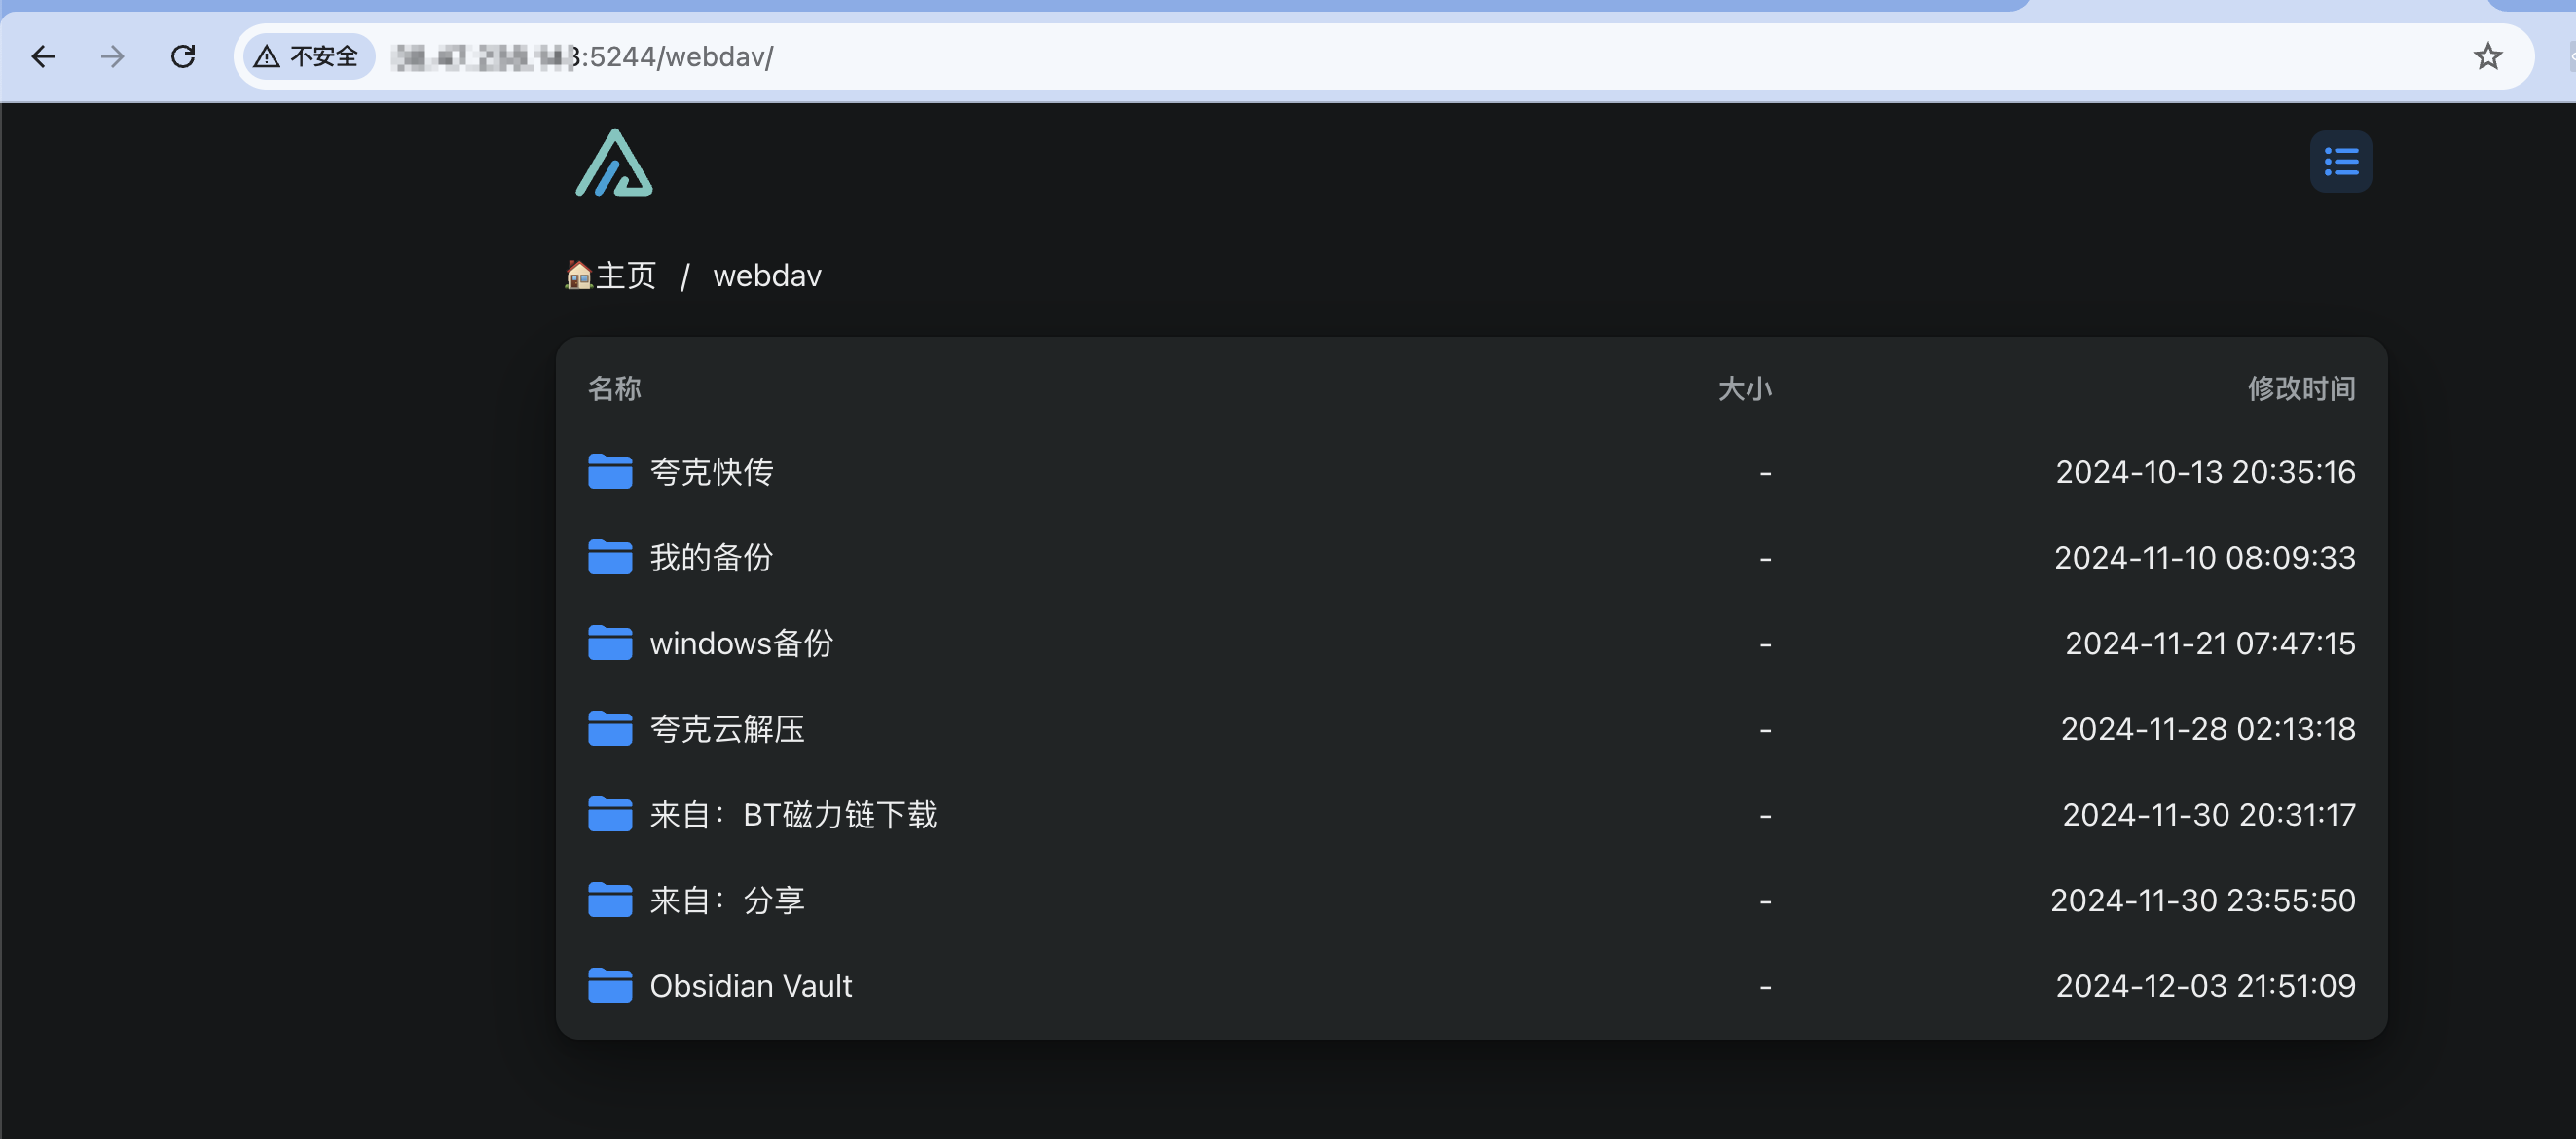 不安全 :5244/webdav/
主页 / webdav
名称 大小 修改时间
夸克快传 - 2024-10-13 20:35:16
我的备份 - 2024-11-10 08:09:33
windows备份 - 2024-11-21 07:47:15
夸克云解压 - 2024-11-28 02:13:18
来自：BT磁力链下载 - 2024-11-30 20:31:17
来自：分享 - 2024-11-30 23:55:50
Obsidian Vault - 2024-12-03 21:51:09